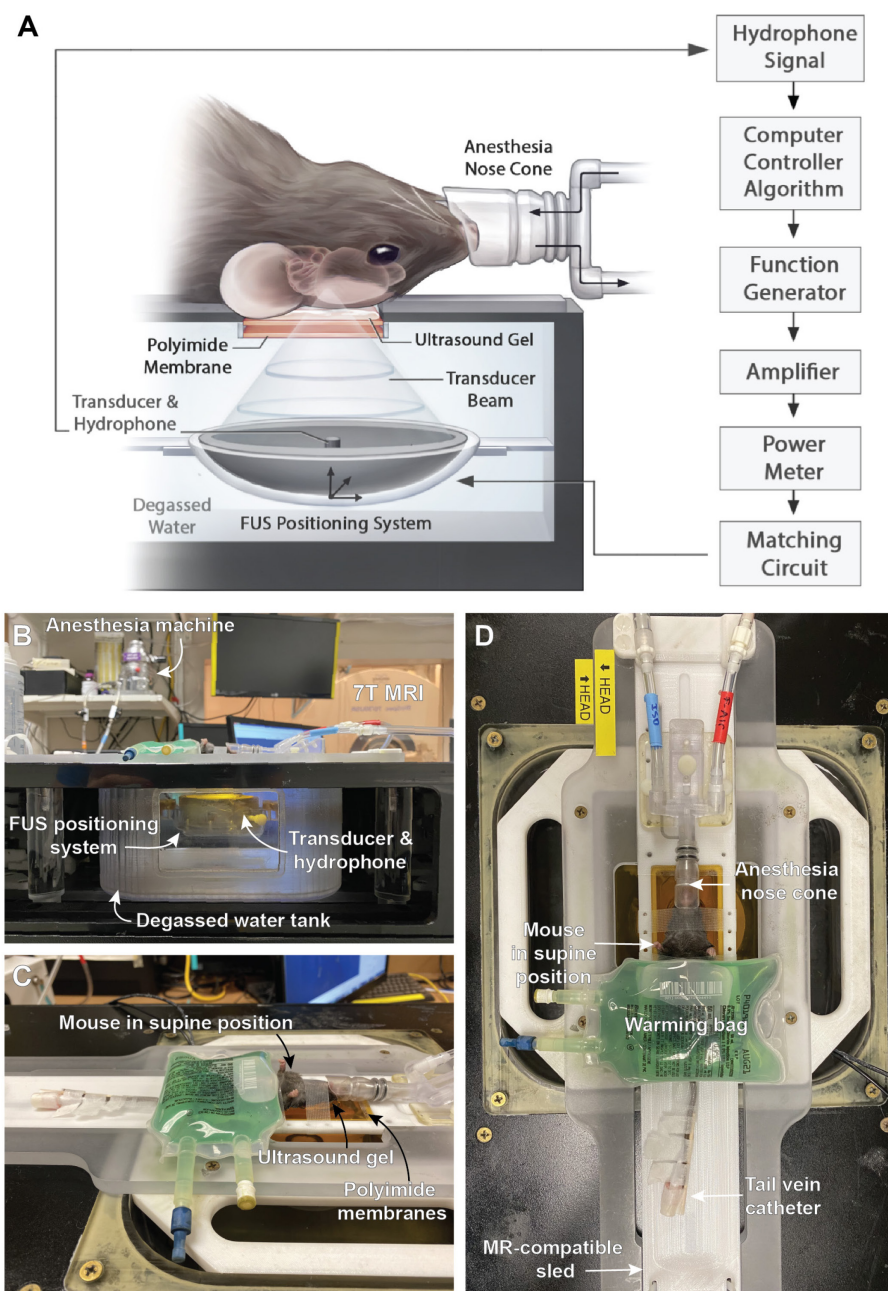 A
Hydrophone
Signal
Computer
Controller
Algorithm
Function
Generator
Amplifier
Power
Meter
Matching
Circuit
Anesthesia
Nose Cone
Polyimide
Membrane
Ultrasound Gel
Transducer
Beam
Transducer &
Hydrophone
Degassed
Water
FUS Positioning System
B
Anesthesia machine
7T MRI
FUS positioning
system
Transducer &
hydrophone
Degassed water tank
C
Mouse in supine position
Ultrasound gel
Polyimide
membranes
D
HEAD
HEAD
ISO
Anesthesia
nose cone
Mouse
in supine
position
Warming bag
AUG21
Tail vein
catheter
MR-compatible
sled